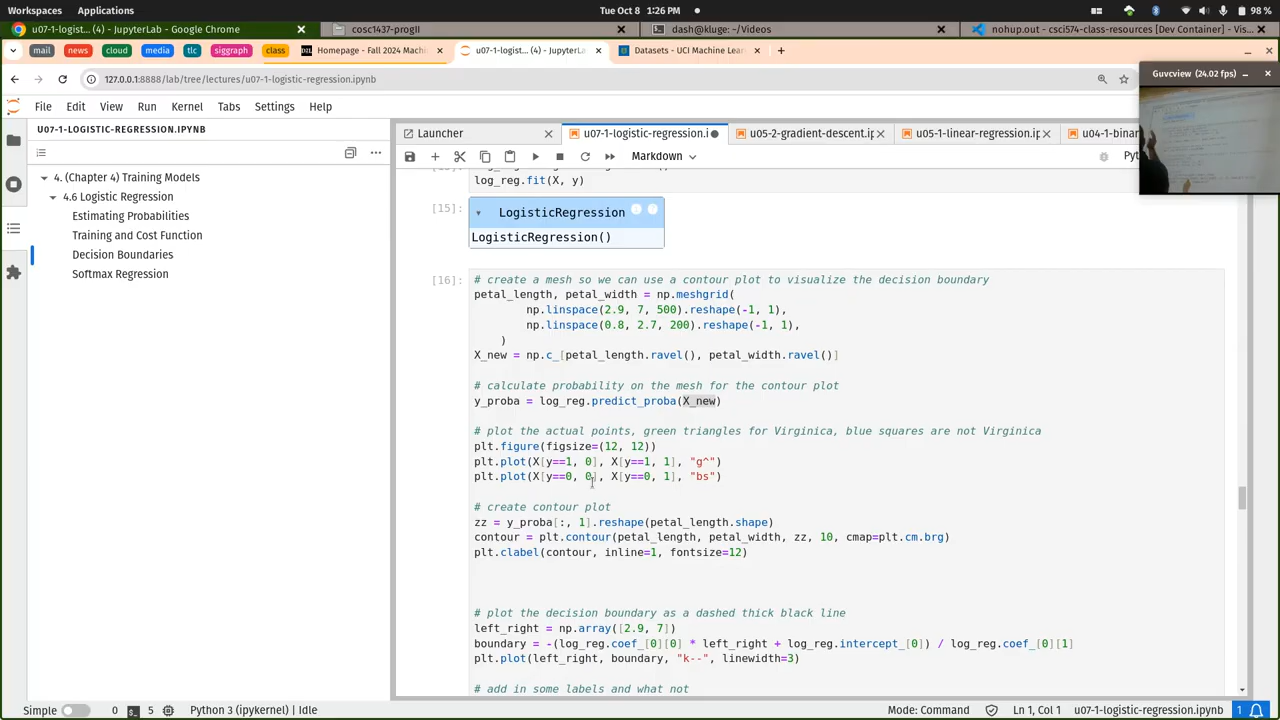 Workspaces Applications Tue Oct 8 1:26 PM 98 %
u07-1-logist... (4) - JupyterLab - Google Chrome cosc1437-progII dash@kluge: ~/Videos nohup.out - csci574-class-resources [Dev Container] - Vis...
mail news cloud media tlc siggraph class Homepage - Fall 2024 Machin u07-1-logist... (4) - JupyterL Datasets - UCI Machine Lear
127.0.0.1:8888/lab/tree/lectures/u07-1-logistic-regression.ipynb
Guvcview (24.02 fps)
File Edit View Run Kernel Tabs Settings Help
U07-1-LOGISTIC-REGRESSION.IPYNB
4. (Chapter 4) Training Models
4.6 Logistic Regression
Estimating Probabilities
Training and Cost Function
Decision Boundaries
Softmax Regression
Launcher u07-1-logistic-regression.i u05-2-gradient-descent.ip u05-1-linear-regression.ip u04-1-binar
Markdown Pyt
log_reg.fit(X, y)
[15]: LogisticRegression
LogisticRegression()
[16]: # create a mesh so we can use a contour plot to visualize the decision boundary
petal_length, petal_width = np.meshgrid(
np.linspace(2.9, 7, 500).reshape(-1, 1),
np.linspace(0.8, 2.7, 200).reshape(-1, 1),
)
X_new = np.c_[petal_length.ravel(), petal_width.ravel()]
# calculate probability on the mesh for the contour plot
y_proba = log_reg.predict_proba(X_new)
# plot the actual points, green triangles for Virginica, blue squares are not Virginica
plt.figure(figsize=(12, 12))
plt.plot(X[y==1, 0], X[y==1, 1], "g^")
plt.plot(X[y==0, 0], X[y==0, 1], "bs")
# create contour plot
zz = y_proba[:, 1].reshape(petal_length.shape)
contour = plt.contour(petal_length, petal_width, zz, 10, cmap=plt.cm.brg)
plt.clabel(contour, inline=1, fontsize=12)
# plot the decision boundary as a dashed thick black line
left_right = np.array([2.9, 7])
boundary = -(log_reg.coef_[0][0] * left_right + log_reg.intercept_[0]) / log_reg.coef_[0][1]
plt.plot(left_right, boundary, "k--", linewidth=3)
# add in some labels and what not
Simple 0 5 Python 3 (ipykernel) | Idle Mode: Command Ln 1, Col 1 u07-1-logistic-regression.ipynb 1